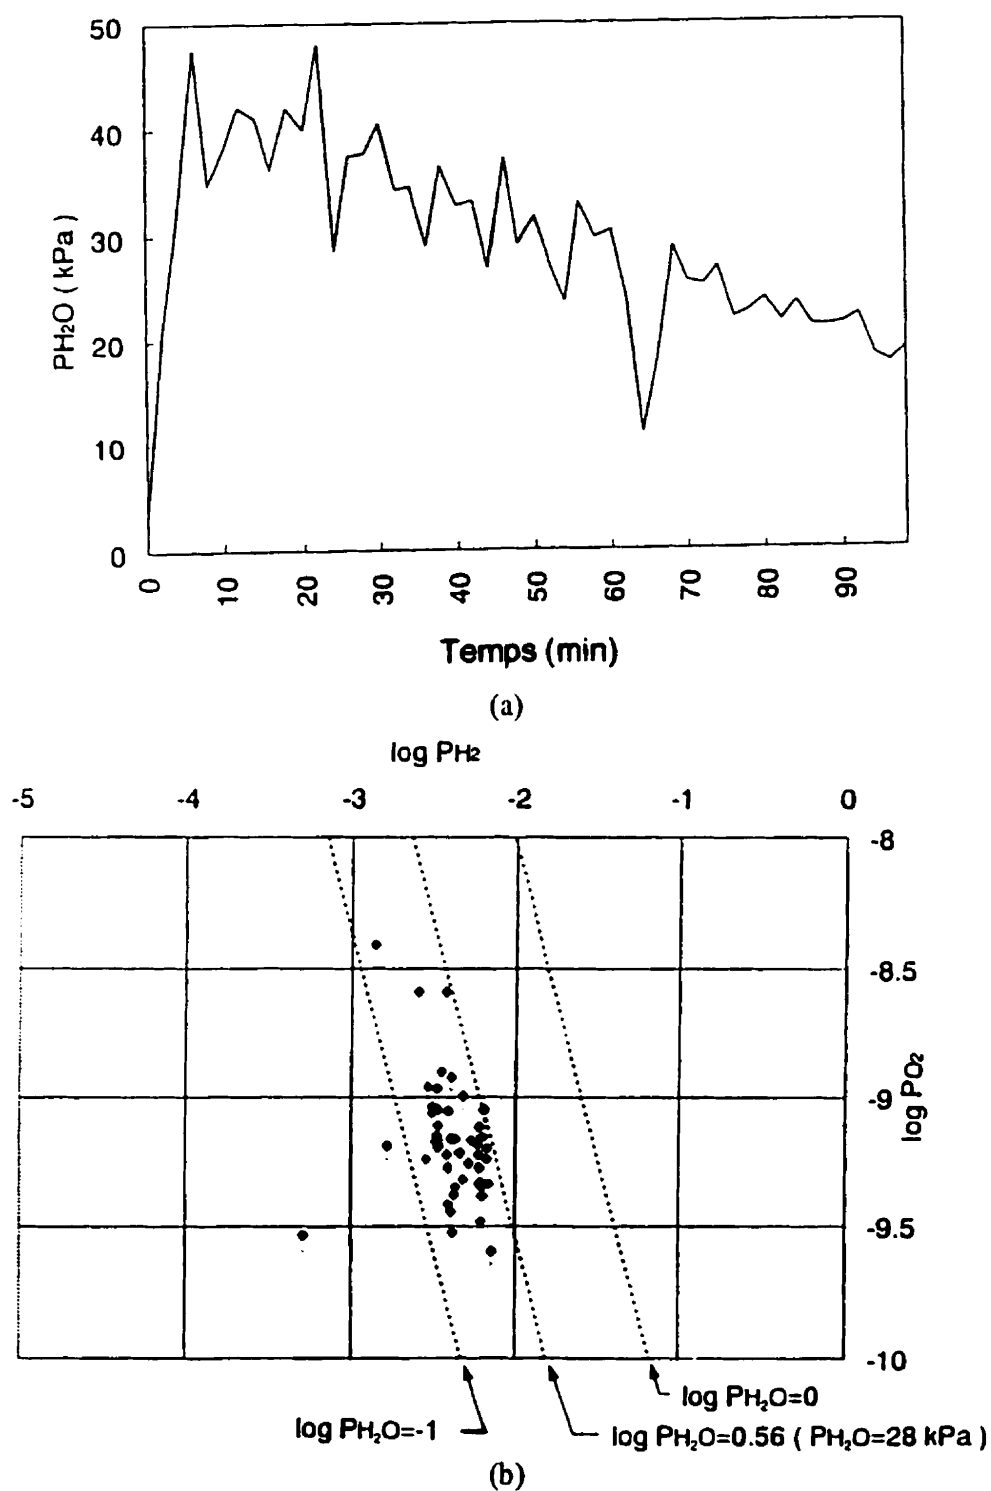 50
40
30
20
10
0
PH₂O ( kPa )
0 10 20 30 40 50 60 70 80 90
Temps (min)
(a)
log PH₂
-5 -4 -3 -2 -1 0
-8
-8.5
-9
-9.5
-10
log PO₂
log PH₂O=0
log PH₂O=-1
log PH₂O=0.56 ( PH₂O=28 kPa )
(b)